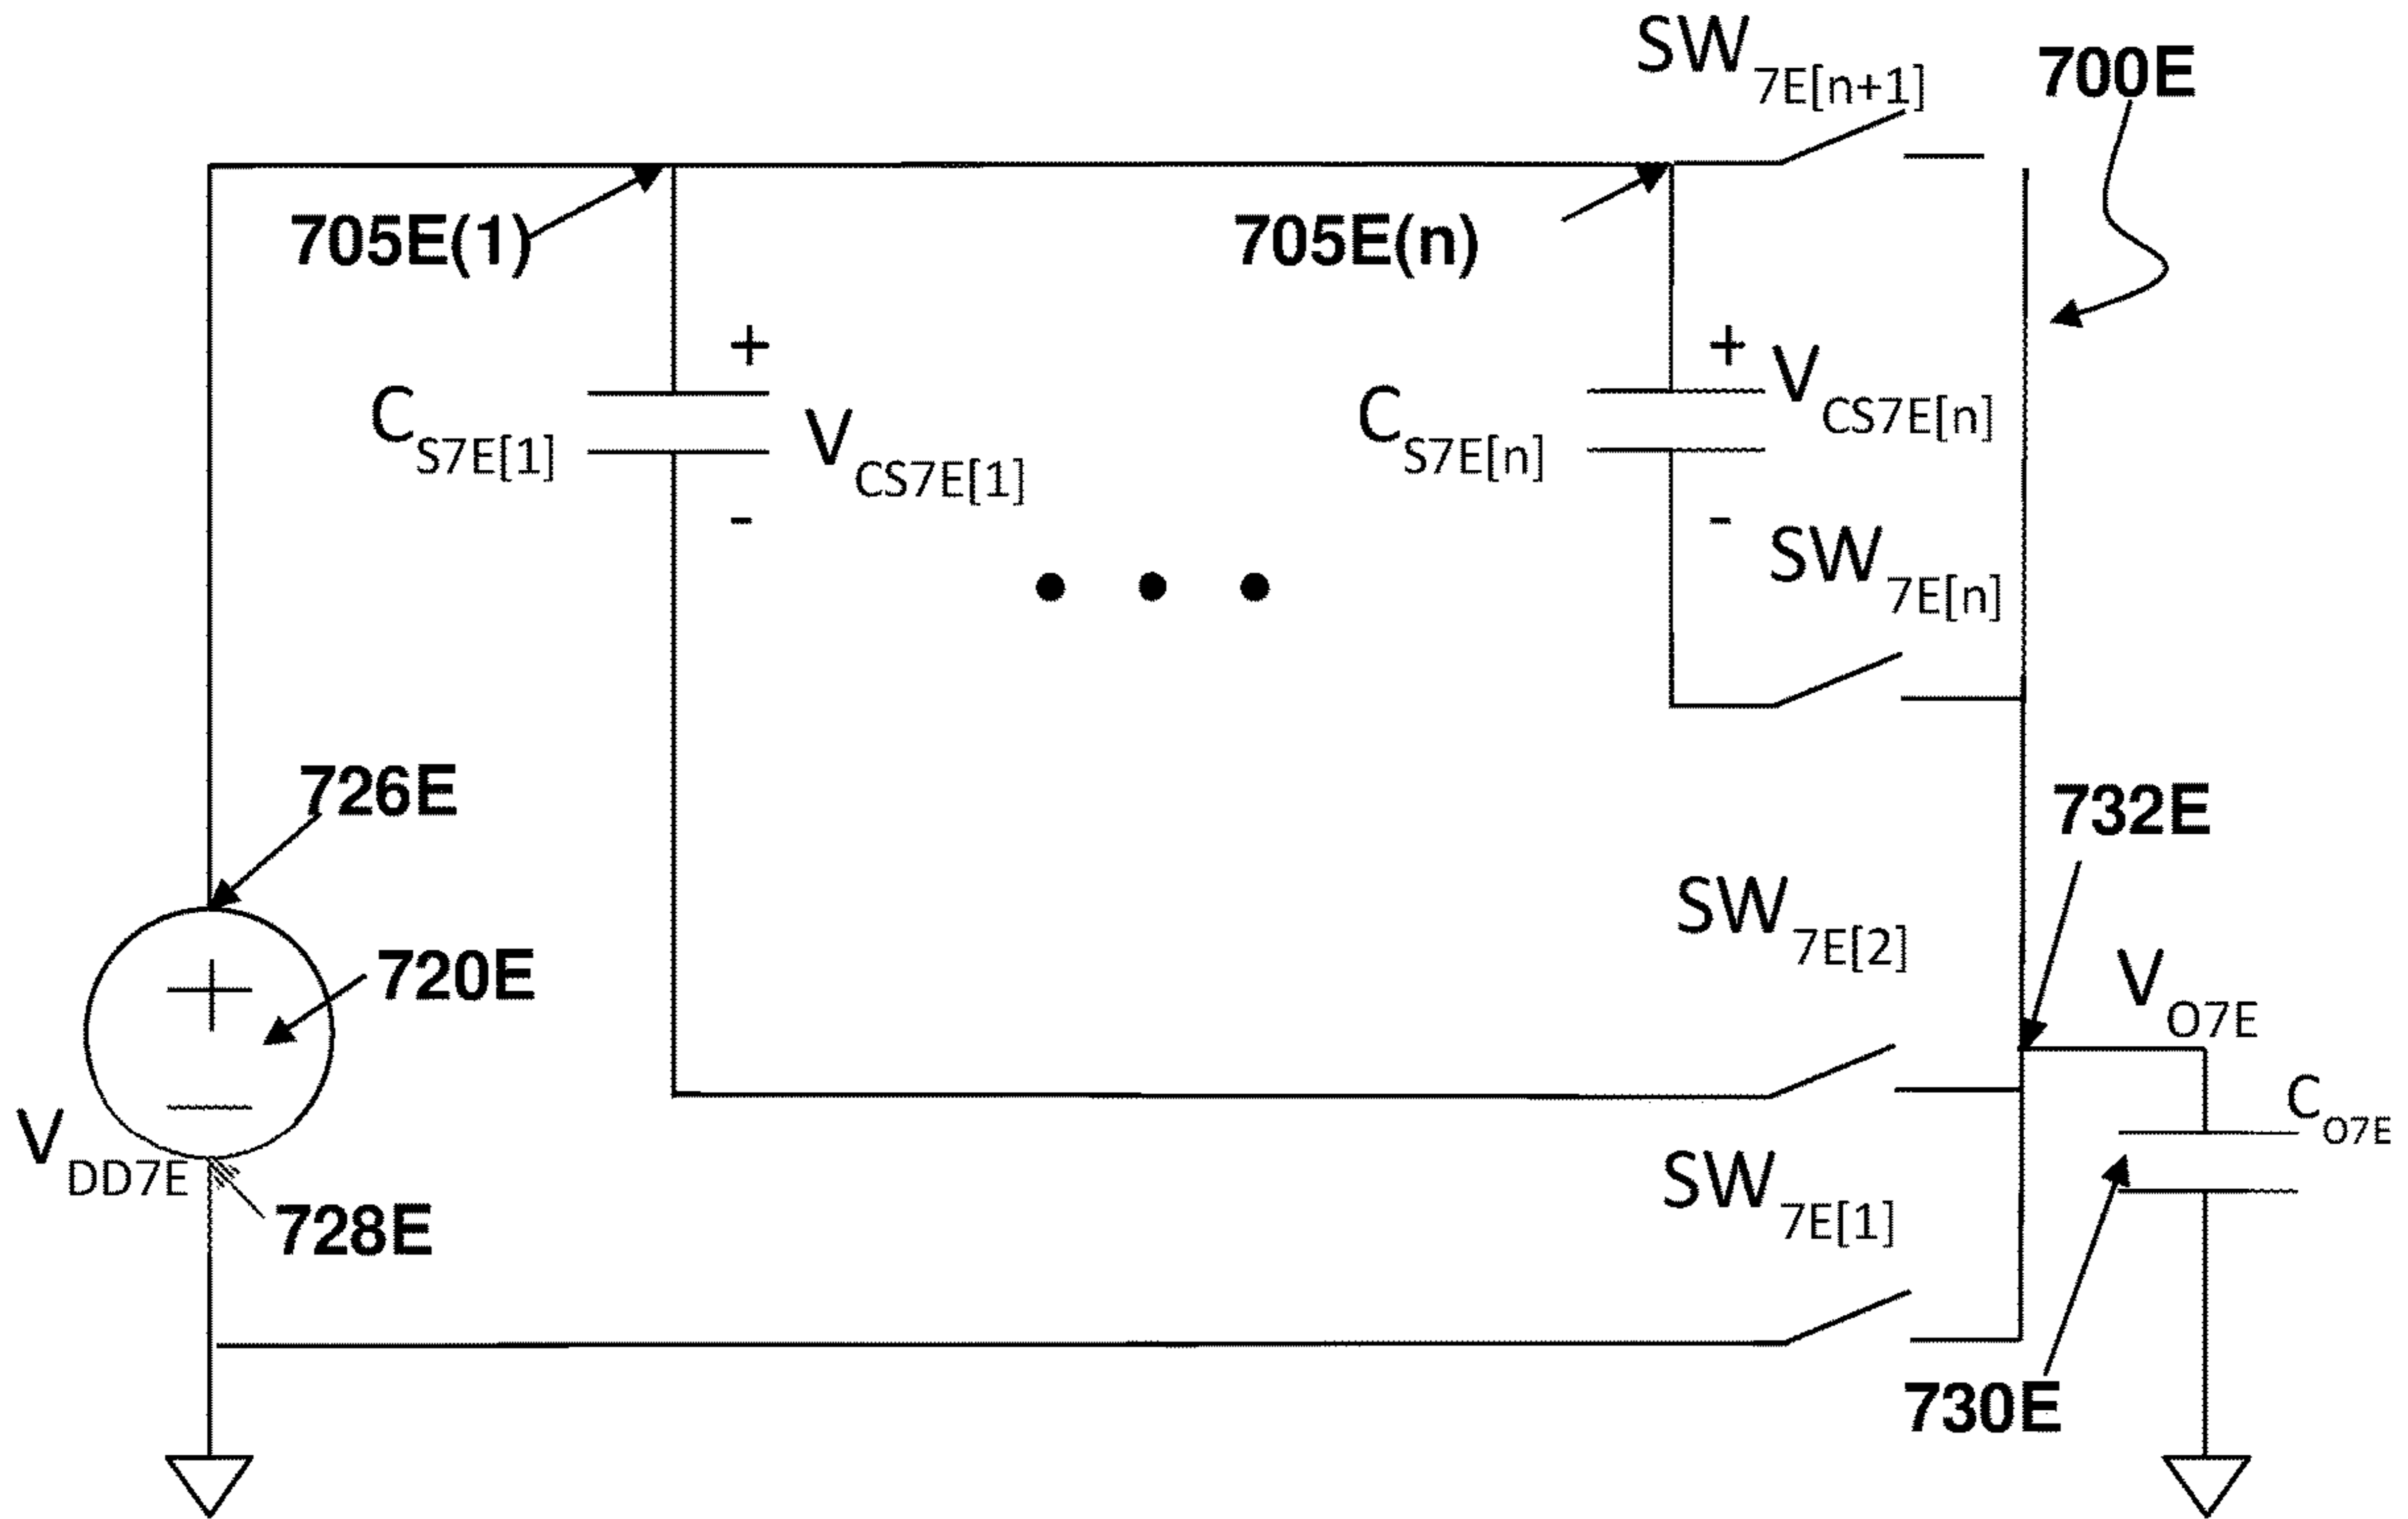 SW7E[n+1]
700E
705E(1)
705E(n)
+
+
CS7E[1]
VCS7E[1]
CS7E[n]
VCS7E[n]
-
-
SW7E[n]
726E
732E
SW7E[2]
720E
VO7E
CO7E
VDD7E
SW7E[1]
728E
730E